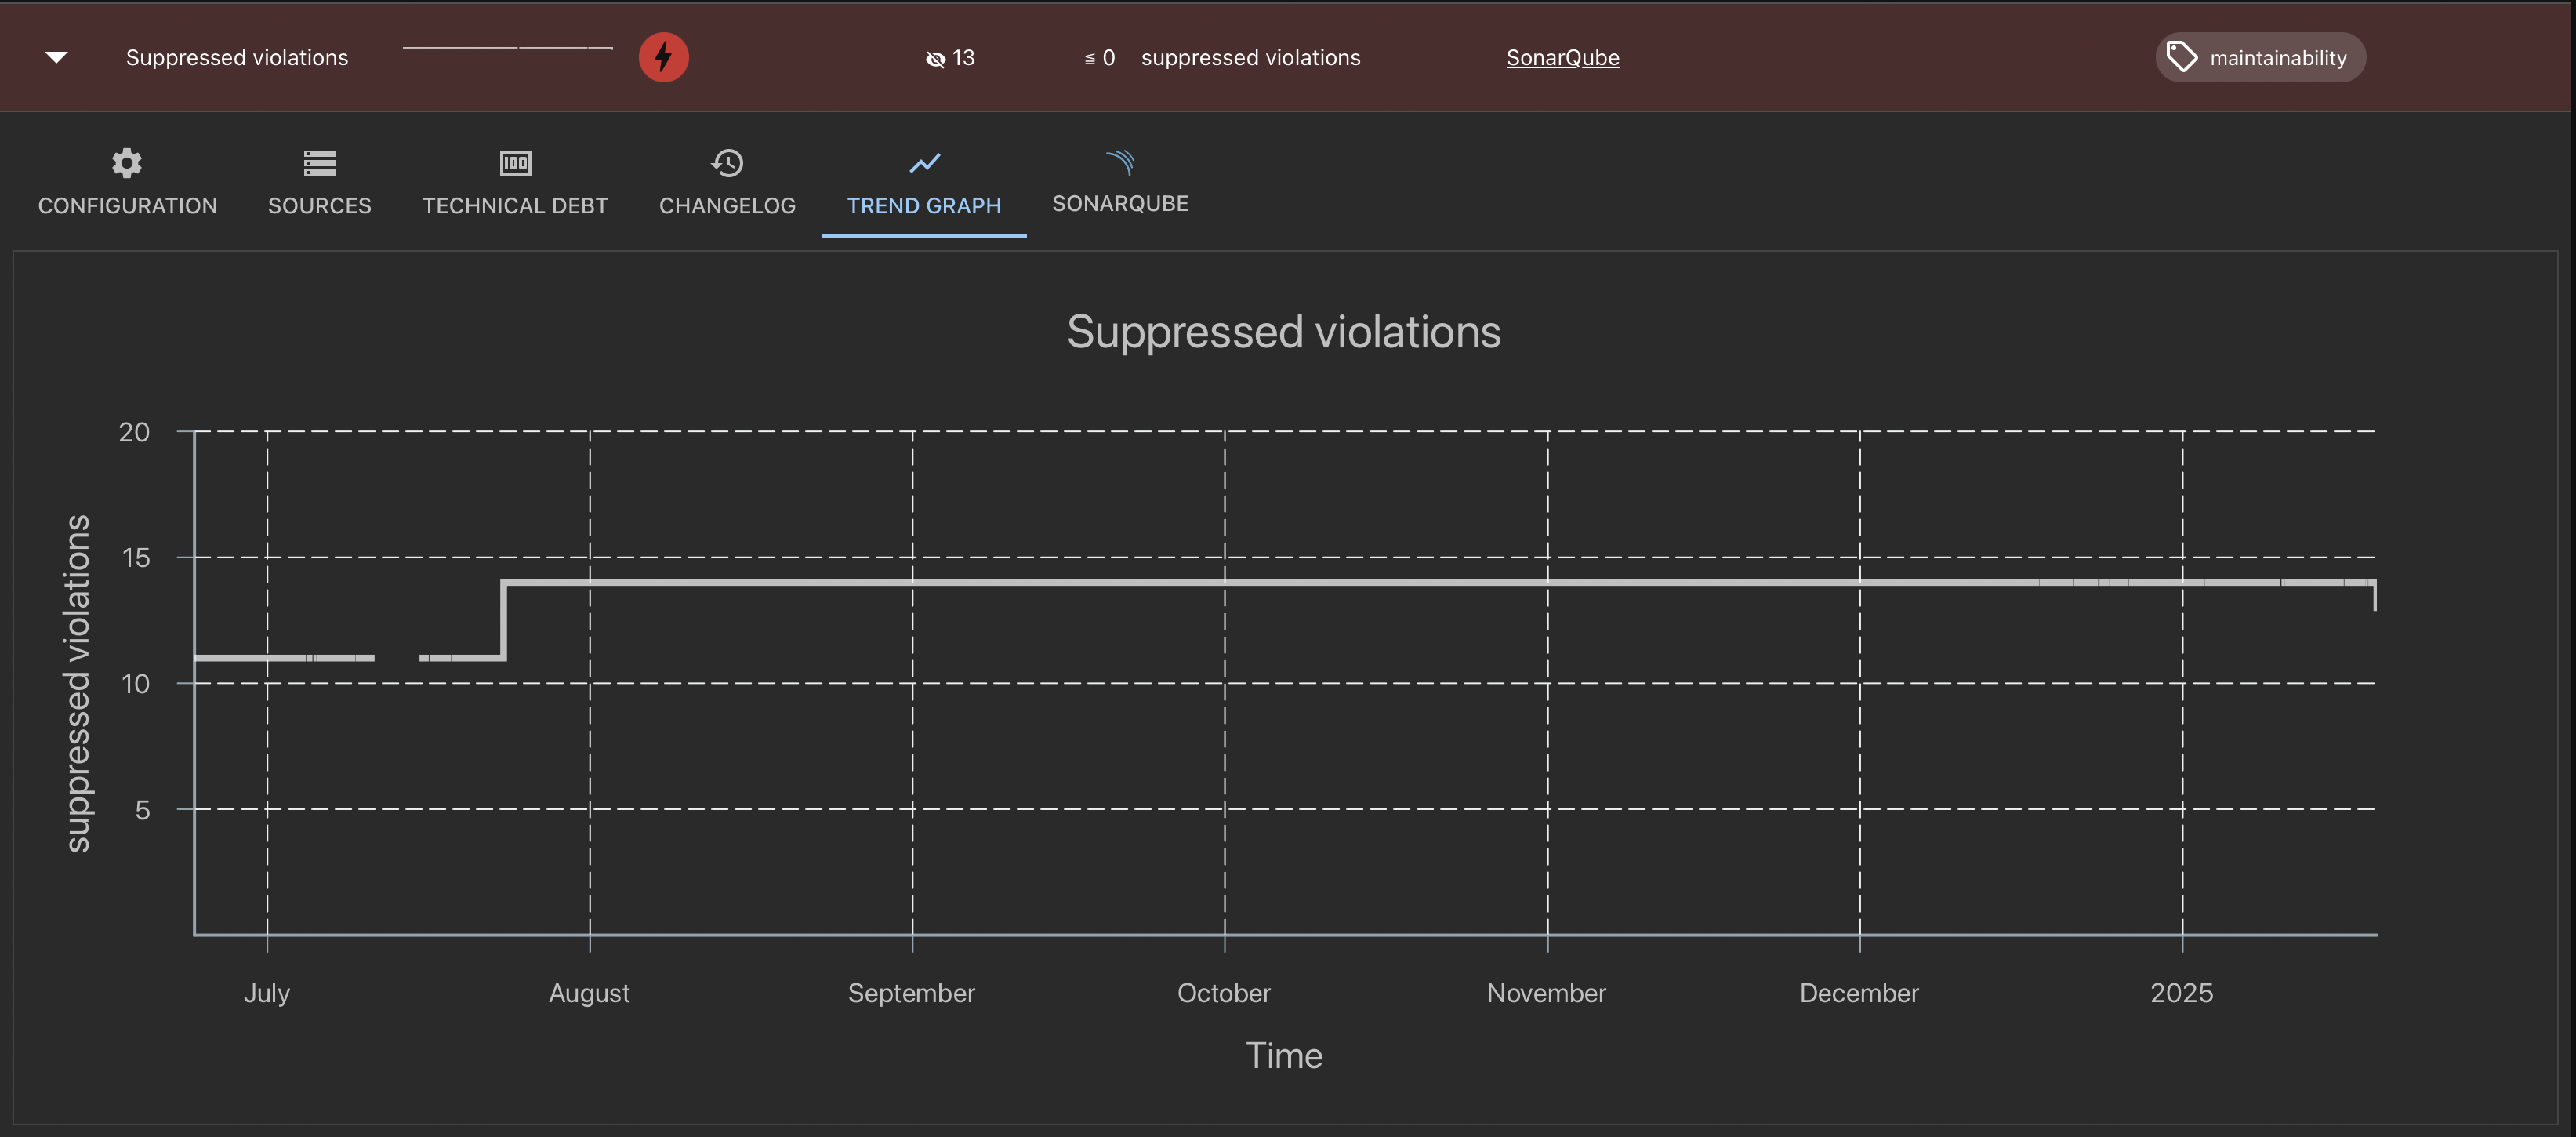 Suppressed violations 13 ≦ 0 suppressed violations SonarQube maintainability
CONFIGURATION SOURCES 100 TECHNICAL DEBT CHANGELOG TREND GRAPH SONARQUBE
Suppressed violations
suppressed violations
20
15
10
5
July August September October November December 2025
Time